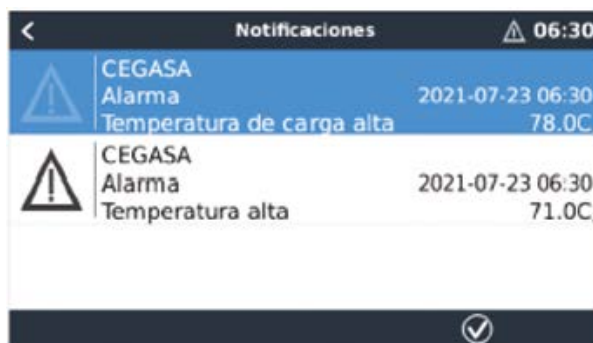 Notificaciones 06:30
CEGASA
Alarma 2021-07-23 06:30
Temperatura de carga alta 78.0C
CEGASA
Alarma 2021-07-23 06:30
Temperatura alta 71.0C